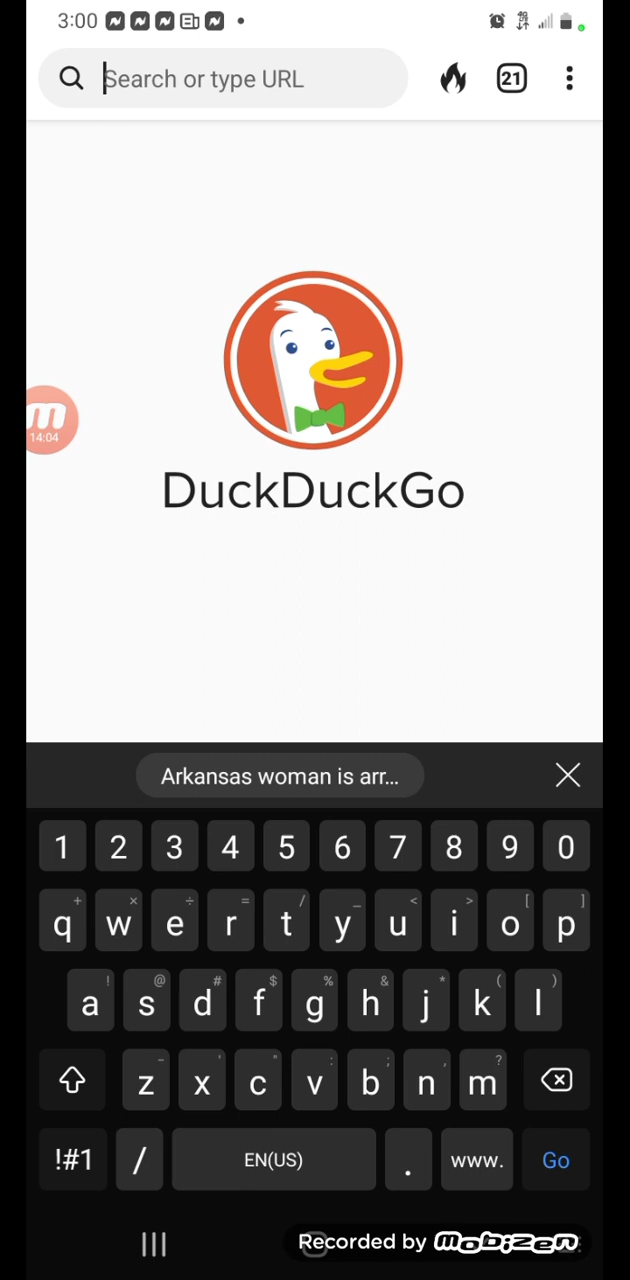 3:00
Search or type URL
21
14:04
DuckDuckGo
Arkansas woman is arr...
1 2 3 4 5 6 7 8 9 0
+ × ÷ = / _ < > [ ]
q w e r t y u i o p
! @ # $ % & * ( )
a s d f g h j k l
- ' " : ; , ?
z x c v b n m
!#1 / EN(US) . www. Go
Recorded by mobizen